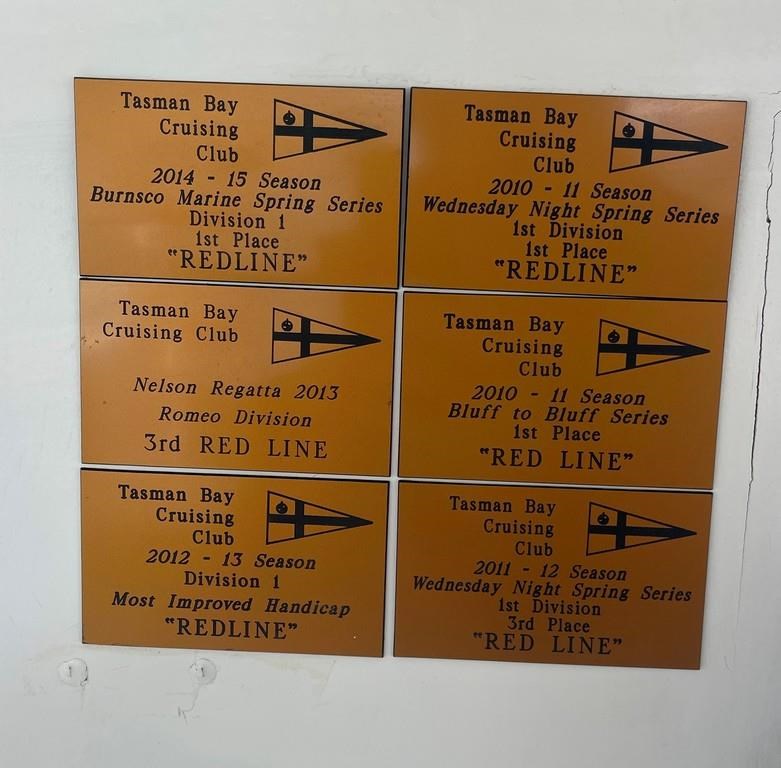 Tasman Bay
Cruising
Club
2014 - 15 Season
Burnsco Marine Spring Series
Division 1
1st Place
"REDLINE"
Tasman Bay
Cruising
Club
2010 - 11 Season
Wednesday Night Spring Series
1st Division
1st Place
"REDLINE"
Tasman Bay
Cruising Club
Nelson Regatta 2013
Romeo Division
3rd RED LINE
Tasman Bay
Cruising
Club
2010 - 11 Season
Bluff to Bluff Series
1st Place
"RED LINE"
Tasman Bay
Cruising
Club
2012 - 13 Season
Division 1
Most Improved Handicap
"REDLINE"
Tasman Bay
Cruising
Club
2011 - 12 Season
Wednesday Night Spring Series
1st Division
3rd Place
"RED LINE"